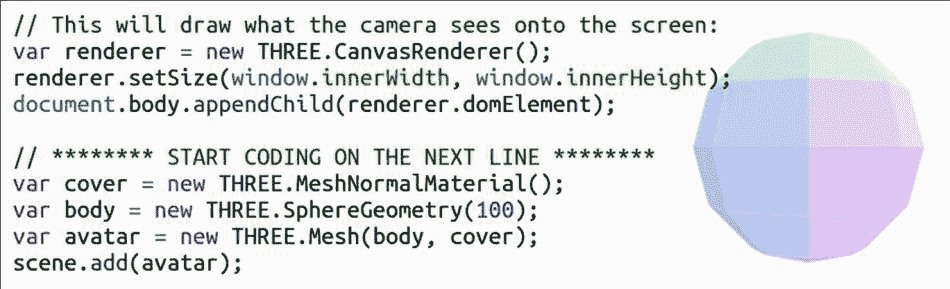 // This will draw what the camera sees onto the screen:
var renderer = new THREE.CanvasRenderer();
renderer.setSize(window.innerWidth, window.innerHeight);
document.body.appendChild(renderer.domElement);
// ******** START CODING ON THE NEXT LINE ********
var cover = new THREE.MeshNormalMaterial();
var body = new THREE.SphereGeometry(100);
var avatar = new THREE.Mesh(body, cover);
scene.add(avatar);